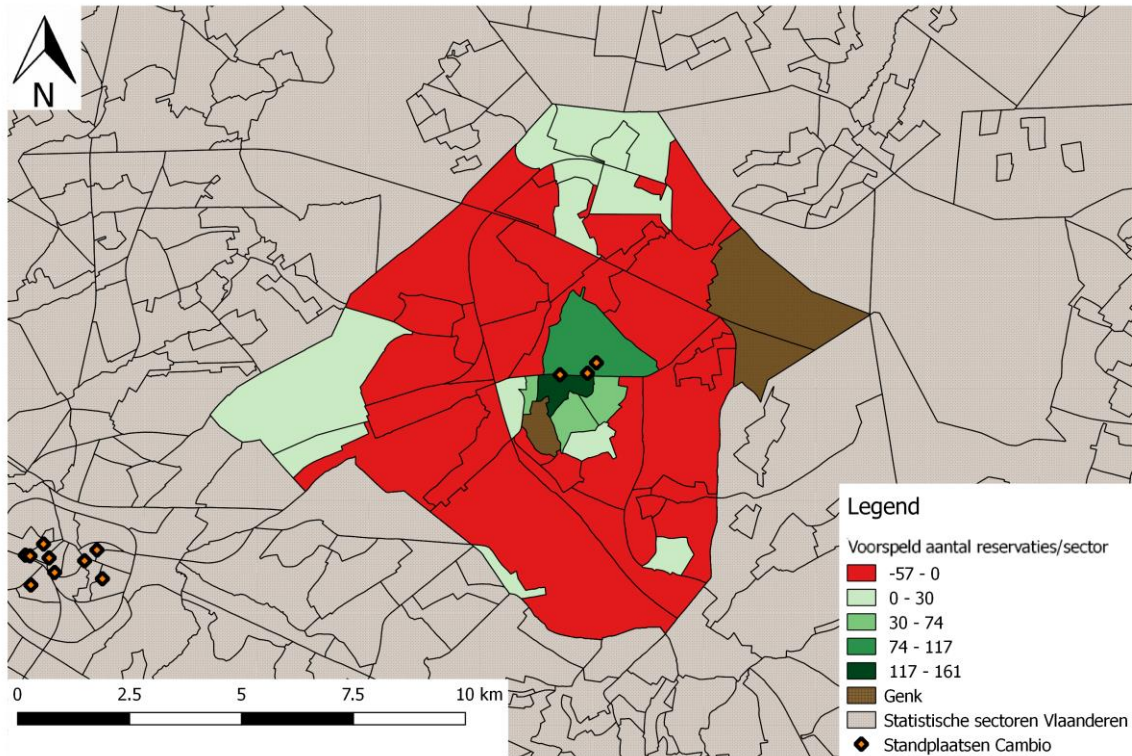 N
Legend
Voorspeld aantal reservaties/sector
-57 - 0
0 - 30
30 - 74
74 - 117
117 - 161
Genk
Statistische sectoren Vlaanderen
Standplaatsen Cambio
0 2.5 5 7.5 10 km